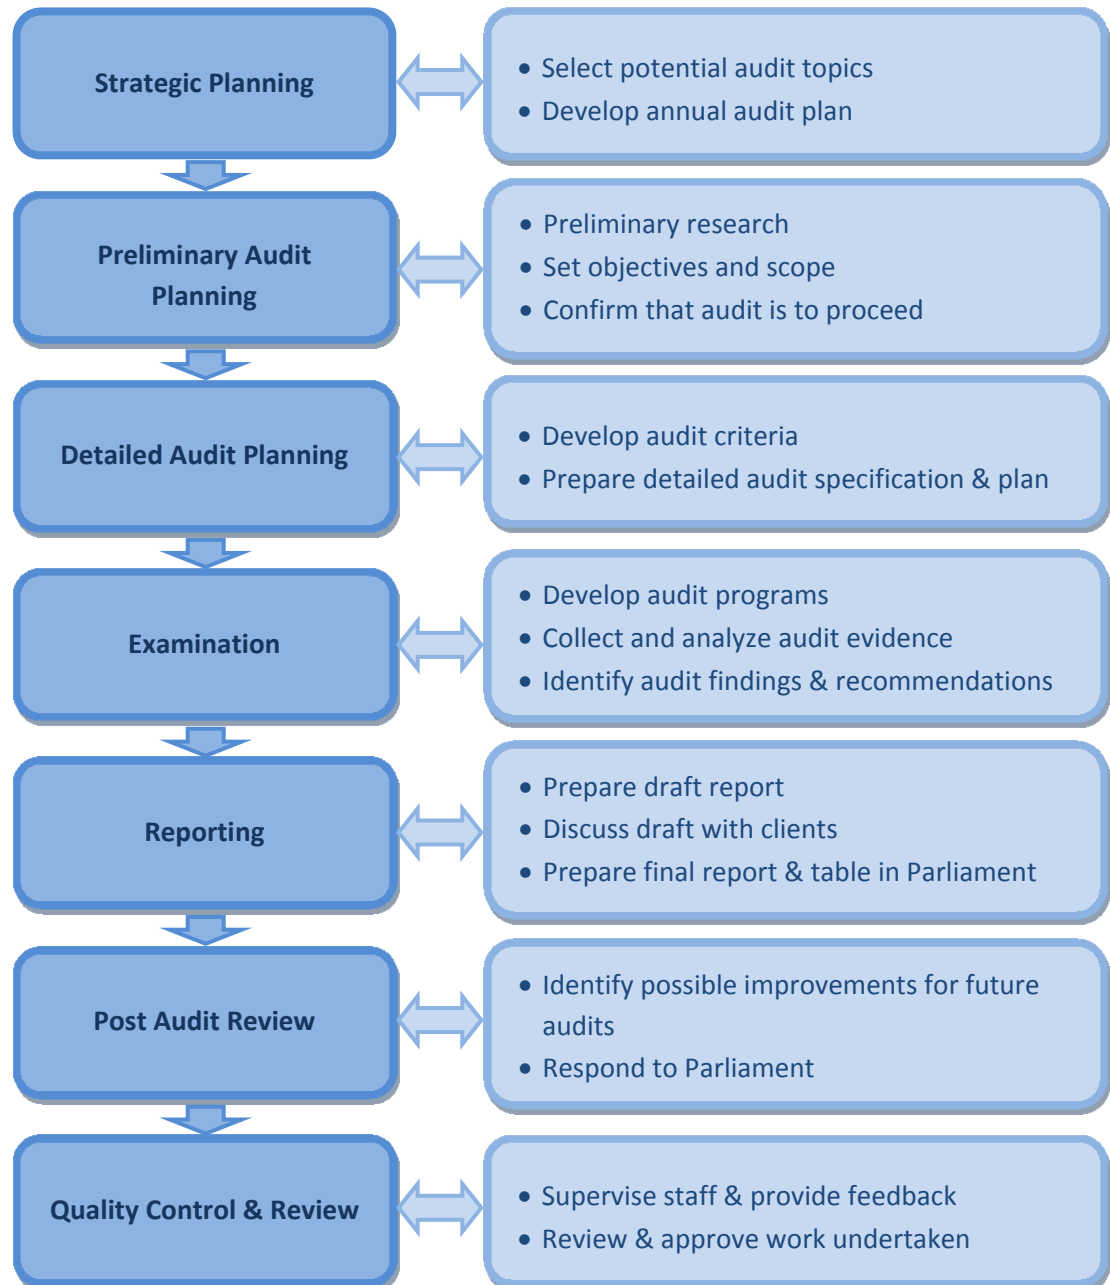 Strategic Planning
• Select potential audit topics
• Develop annual audit plan
Preliminary Audit
Planning
• Preliminary research
• Set objectives and scope
• Confirm that audit is to proceed
Detailed Audit Planning
• Develop audit criteria
• Prepare detailed audit specification & plan
Examination
• Develop audit programs
• Collect and analyze audit evidence
• Identify audit findings & recommendations
Reporting
• Prepare draft report
• Discuss draft with clients
• Prepare final report & table in Parliament
Post Audit Review
• Identify possible improvements for future
audits
• Respond to Parliament
Quality Control & Review
• Supervise staff & provide feedback
• Review & approve work undertaken